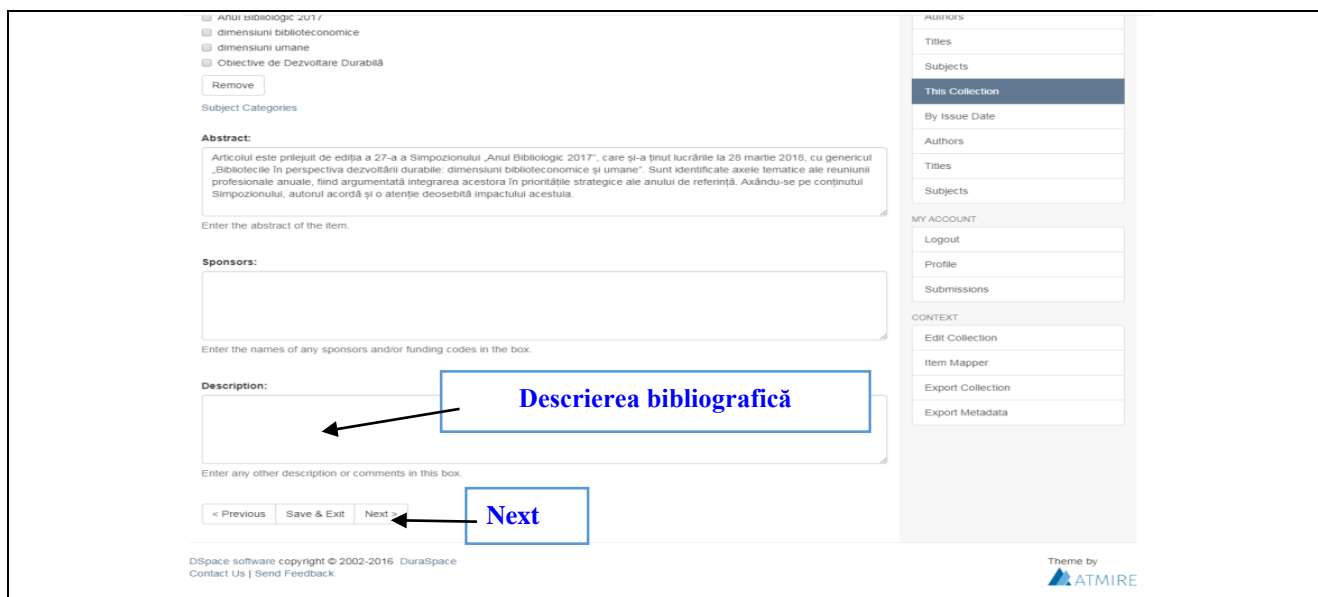 Anul Bibliologic 2017
dimensiuni biblioteconomice
dimensiuni umane
Obiective de Dezvoltare Durabilă
Remove
Subject Categories
Abstract:
Articolul este prilejuit de ediția a 27-a a Simpozionului „Anul Bibliologic 2017”, care și-a ținut lucrările la 28 martie 2018, cu genericul
„Bibliotecile în perspectiva dezvoltării durabile: dimensiuni biblioteconomice și umane”. Sunt identificate axele tematice ale reuniunii
profesionale anuale, fiind argumentată integrarea acestora în prioritățile strategice ale anului de referință. Axându-se pe conținutul
Simpozionului, autorul acordă și o atenție deosebită impactului acestuia.
Enter the abstract of the item.
Sponsors:
Enter the names of any sponsors and/or funding codes in the box.
Description:
Descrierea bibliografică
Enter any other description or comments in this box.
< Previous
Save & Exit
Next >
Next
Authors
Titles
Subjects
This Collection
By Issue Date
Authors
Titles
Subjects
MY ACCOUNT
Logout
Profile
Submissions
CONTEXT
Edit Collection
Item Mapper
Export Collection
Export Metadata
DSpace software copyright © 2002-2016 DuraSpace
Contact Us | Send Feedback
Theme by
ATMIRE